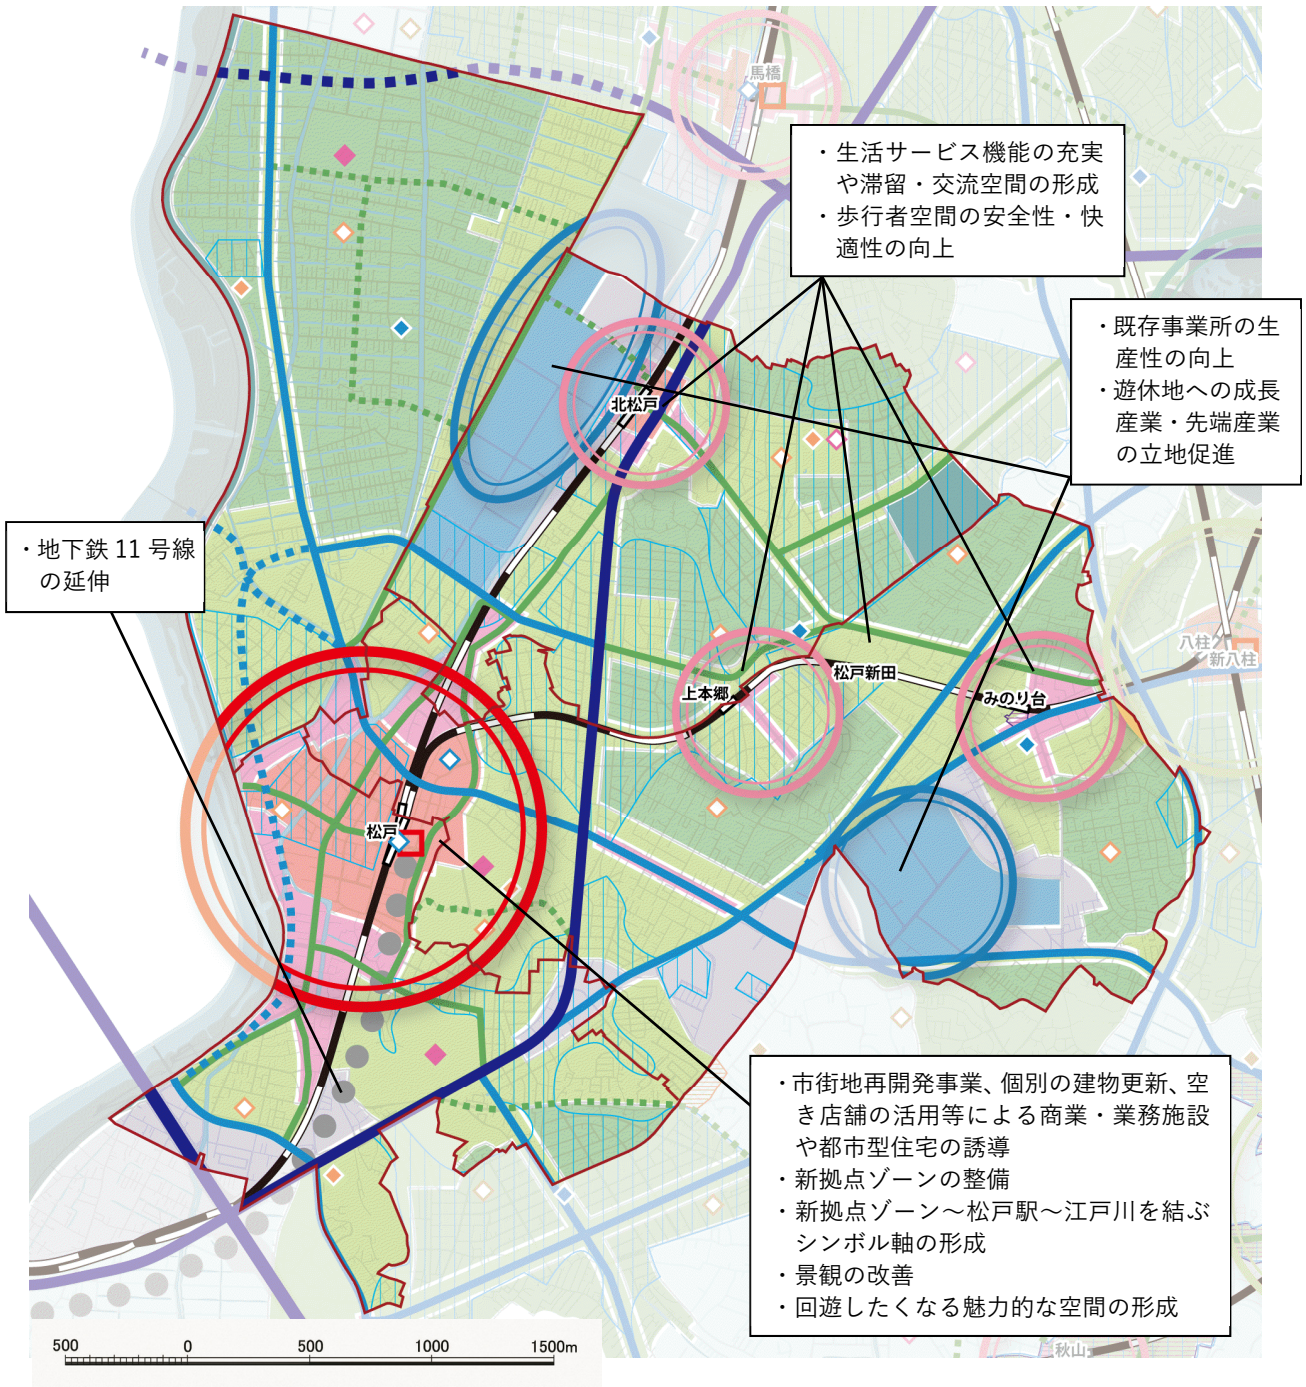 馬橋
・生活サービス機能の充実
や滞留・交流空間の形成
・歩行者空間の安全性・快
適性の向上
・既存事業所の生
産性の向上
・遊休地への成長
産業・先端産業
の立地促進
北松戸
・地下鉄 11 号線
の延伸
八柱
新八柱
松戸新田
上本郷
みのり台
松戸
・市街地再開発事業、個別の建物更新、空
き店舗の活用等による商業・業務施設
や都市型住宅の誘導
・新拠点ゾーンの整備
・新拠点ゾーン～松戸駅～江戸川を結ぶ
シンボル軸の形成
・景観の改善
・回遊したくなる魅力的な空間の形成
秋山
500 0 500 1000 1500m